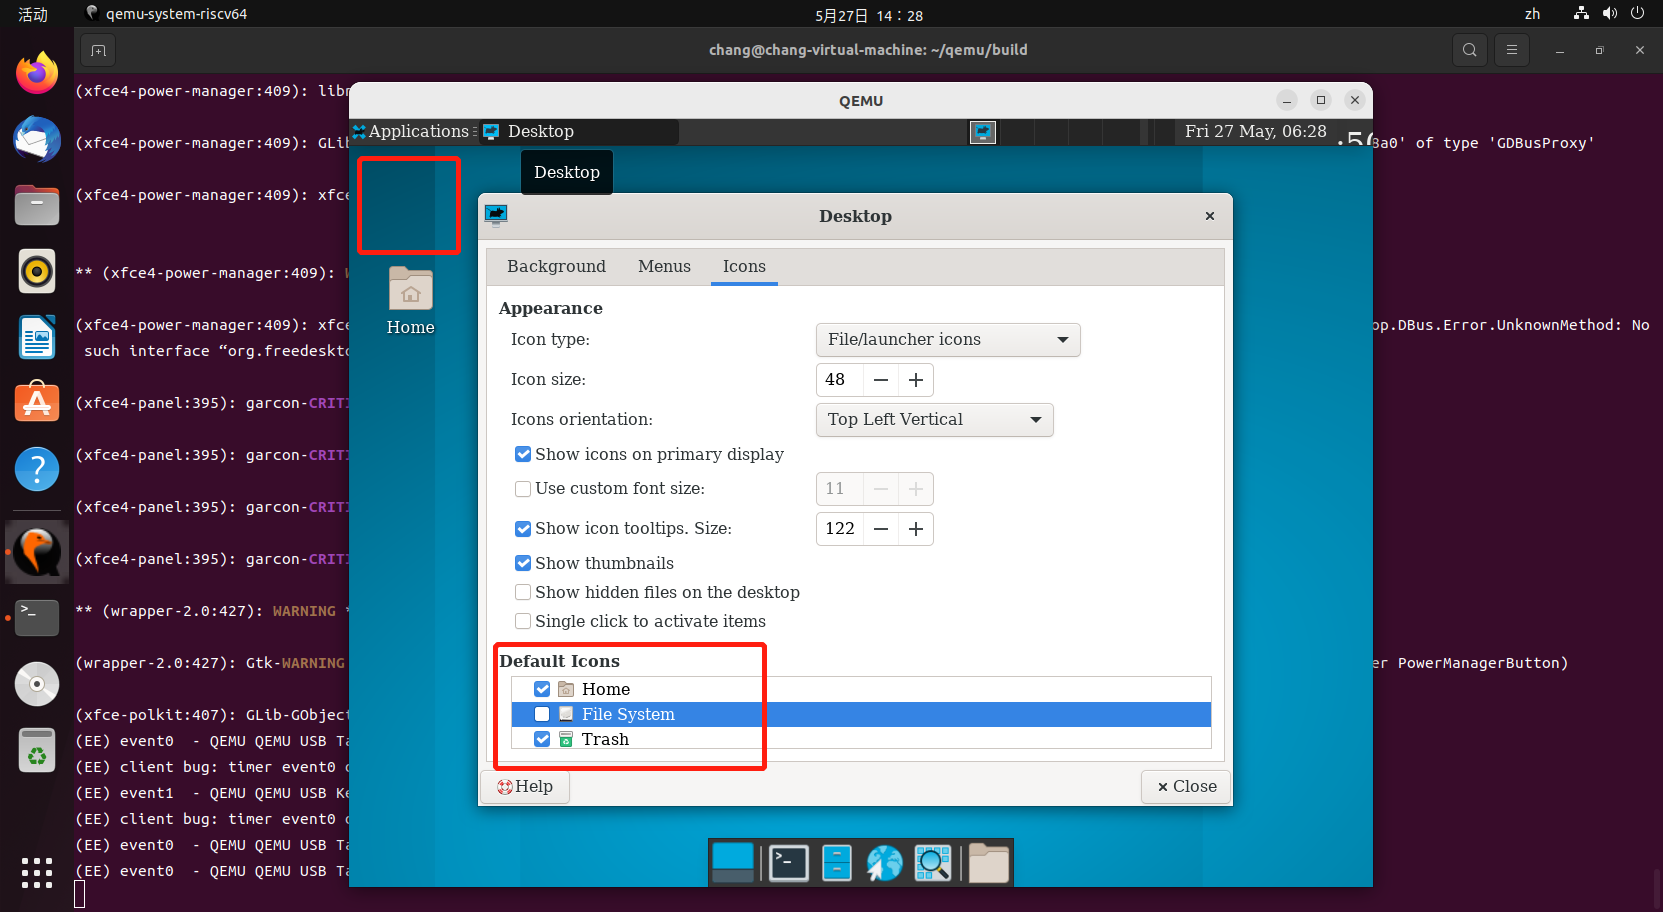 活动 qemu-system-riscv64 5月27日 14：28 zh
chang@chang-virtual-machine: ~/qemu/build
(xfce4-power-manager:409): libn
QEMU
Applications Desktop Fri 27 May, 06:28
(xfce4-power-manager:409): GLib 8a0' of type 'GDBusProxy'
Desktop
(xfce4-power-manager:409): xfce
Desktop
Background Menus Icons
** (xfce4-power-manager:409): W
Appearance
Home
(xfce4-power-manager:409): xfce op.DBus.Error.UnknownMethod: No
Icon type: File/launcher icons
such interface “org.freedeskto
Icon size: 48
(xfce4-panel:395): garcon-CRITI
Icons orientation: Top Left Vertical
(xfce4-panel:395): garcon-CRITI
Show icons on primary display
Use custom font size: 11
(xfce4-panel:395): garcon-CRITI
Show icon tooltips. Size: 122
(xfce4-panel:395): garcon-CRITI
Show thumbnails
Show hidden files on the desktop
** (wrapper-2.0:427): WARNING *
Single click to activate items
(wrapper-2.0:427): Gtk-WARNING er PowerManagerButton)
Default Icons
Home
(xfce-polkit:407): GLib-GObject
File System
(EE) event0 - QEMU QEMU USB Ta
Trash
(EE) client bug: timer event0 d
Help Close
(EE) event1 - QEMU QEMU USB Ke
(EE) client bug: timer event0 d
(EE) event0 - QEMU QEMU USB Ta
(EE) event0 - QEMU QEMU USB Ta